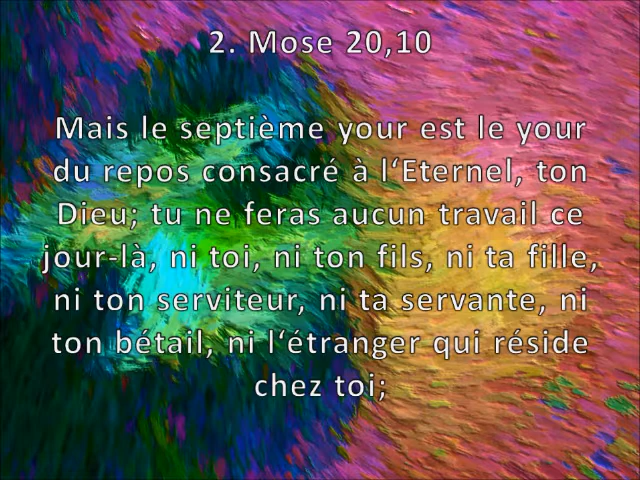 2. Mose 20,10
Mais le septième your est le your
du repos consacré à l‘Eternel, ton
Dieu; tu ne feras aucun travail ce
jour-là, ni toi, ni ton fils, ni ta fille,
ni ton serviteur, ni ta servante, ni
ton bétail, ni l‘étranger qui réside
chez toi;